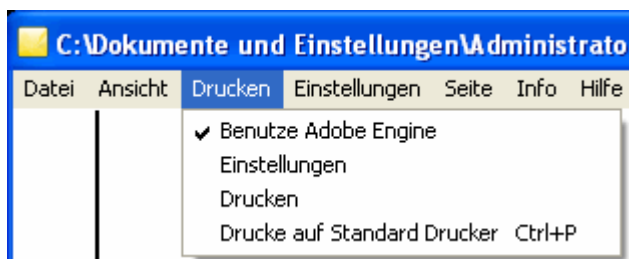 C:\Dokumente und Einstellungen\Administrato
Datei Ansicht Drucken Einstellungen Seite Info Hilfe
Benutze Adobe Engine
Einstellungen
Drucken
Drucke auf Standard Drucker Ctrl+P